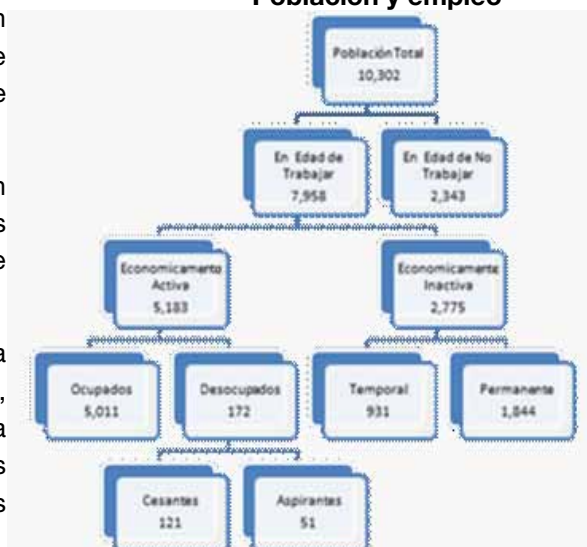 Población y empleo
Población Total
10,302
En Edad de
Trabajar
7,958
En Edad de No
Trabajar
2,343
Economicamente
Activa
5,183
Economicamente
Inactiva
2,775
Ocupados
5,011
Desocupados
172
Temporal
931
Permanente
1,844
Cesantes
121
Aspirantes
51